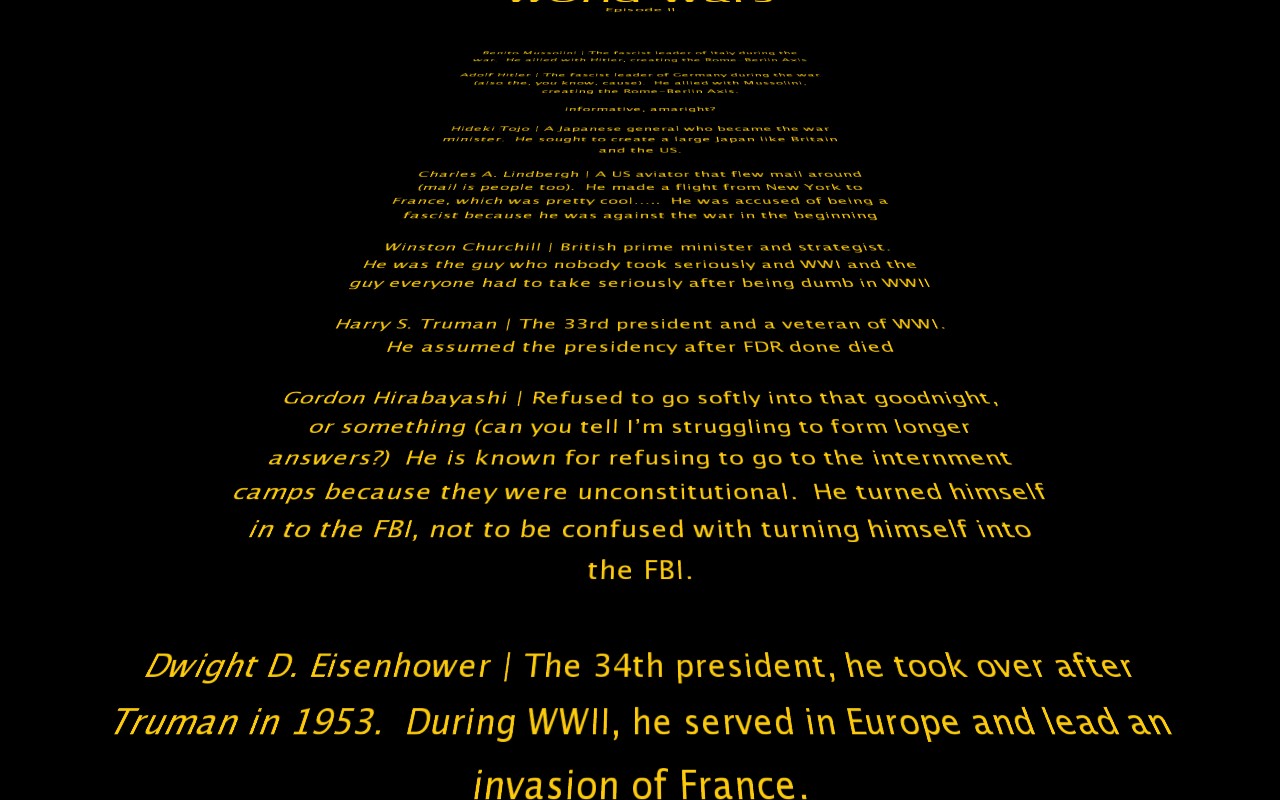 World Wars
Episode II
Benito Mussolini | The fascist leader of Italy during the
war. He allied with Hitler, creating the Rome-Berlin Axis
Adolf Hitler | The fascist leader of Germany during the war
(also the, you know, cause). He allied with Mussolini,
creating the Rome-Berlin Axis.
informative, amaright?
Hideki Tojo | A Japanese general who became the war
minister. He sought to create a large Japan like Britain
and the US.
Charles A. Lindbergh | A US aviator that flew mail around
(mail is people too). He made a flight from New York to
France, which was pretty cool..... He was accused of being a
fascist because he was against the war in the beginning
Winston Churchill | British prime minister and strategist.
He was the guy who nobody took seriously and WWI and the
guy everyone had to take seriously after being dumb in WWII
Harry S. Truman | The 33rd president and a veteran of WWI.
He assumed the presidency after FDR done died
Gordon Hirabayashi | Refused to go softly into that goodnight,
or something (can you tell I'm struggling to form longer
answers?) He is known for refusing to go to the internment
camps because they were unconstitutional. He turned himself
in to the FBI, not to be confused with turning himself into
the FBI.
Dwight D. Eisenhower | The 34th president, he took over after
Truman in 1953. During WWII, he served in Europe and lead an
invasion of France.